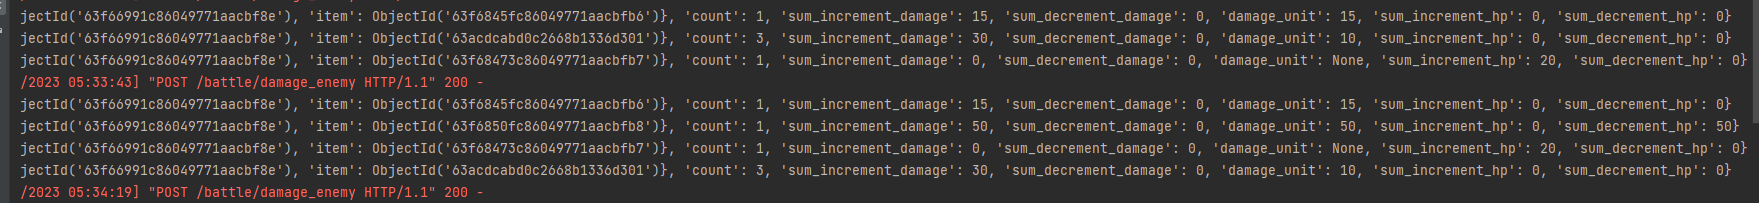 jectId('63f66991c86049771aacbf8e'), 'item': ObjectId('63f6845fc86049771aacbfb6')}, 'count': 1, 'sum_increment_damage': 15, 'sum_decrement_damage': 0, 'damage_unit': 15, 'sum_increment_hp': 0, 'sum_decrement_hp': 0}
jectId('63f66991c86049771aacbf8e'), 'item': ObjectId('63acdcabd0c2668b1336d301')}, 'count': 3, 'sum_increment_damage': 30, 'sum_decrement_damage': 0, 'damage_unit': 10, 'sum_increment_hp': 0, 'sum_decrement_hp': 0}
jectId('63f66991c86049771aacbf8e'), 'item': ObjectId('63f68473c86049771aacbfb7')}, 'count': 1, 'sum_increment_damage': 0, 'sum_decrement_damage': 0, 'damage_unit': None, 'sum_increment_hp': 20, 'sum_decrement_hp': 0}
/2023 05:33:43] "POST /battle/damage_enemy HTTP/1.1" 200 -
jectId('63f66991c86049771aacbf8e'), 'item': ObjectId('63f6845fc86049771aacbfb6')}, 'count': 1, 'sum_increment_damage': 15, 'sum_decrement_damage': 0, 'damage_unit': 15, 'sum_increment_hp': 0, 'sum_decrement_hp': 0}
jectId('63f66991c86049771aacbf8e'), 'item': ObjectId('63f6850fc86049771aacbfb8')}, 'count': 1, 'sum_increment_damage': 50, 'sum_decrement_damage': 0, 'damage_unit': 50, 'sum_increment_hp': 0, 'sum_decrement_hp': 50}
jectId('63f66991c86049771aacbf8e'), 'item': ObjectId('63f68473c86049771aacbfb7')}, 'count': 1, 'sum_increment_damage': 0, 'sum_decrement_damage': 0, 'damage_unit': None, 'sum_increment_hp': 20, 'sum_decrement_hp': 0}
jectId('63f66991c86049771aacbf8e'), 'item': ObjectId('63acdcabd0c2668b1336d301')}, 'count': 3, 'sum_increment_damage': 30, 'sum_decrement_damage': 0, 'damage_unit': 10, 'sum_increment_hp': 0, 'sum_decrement_hp': 0}
/2023 05:34:19] "POST /battle/damage_enemy HTTP/1.1" 200 -